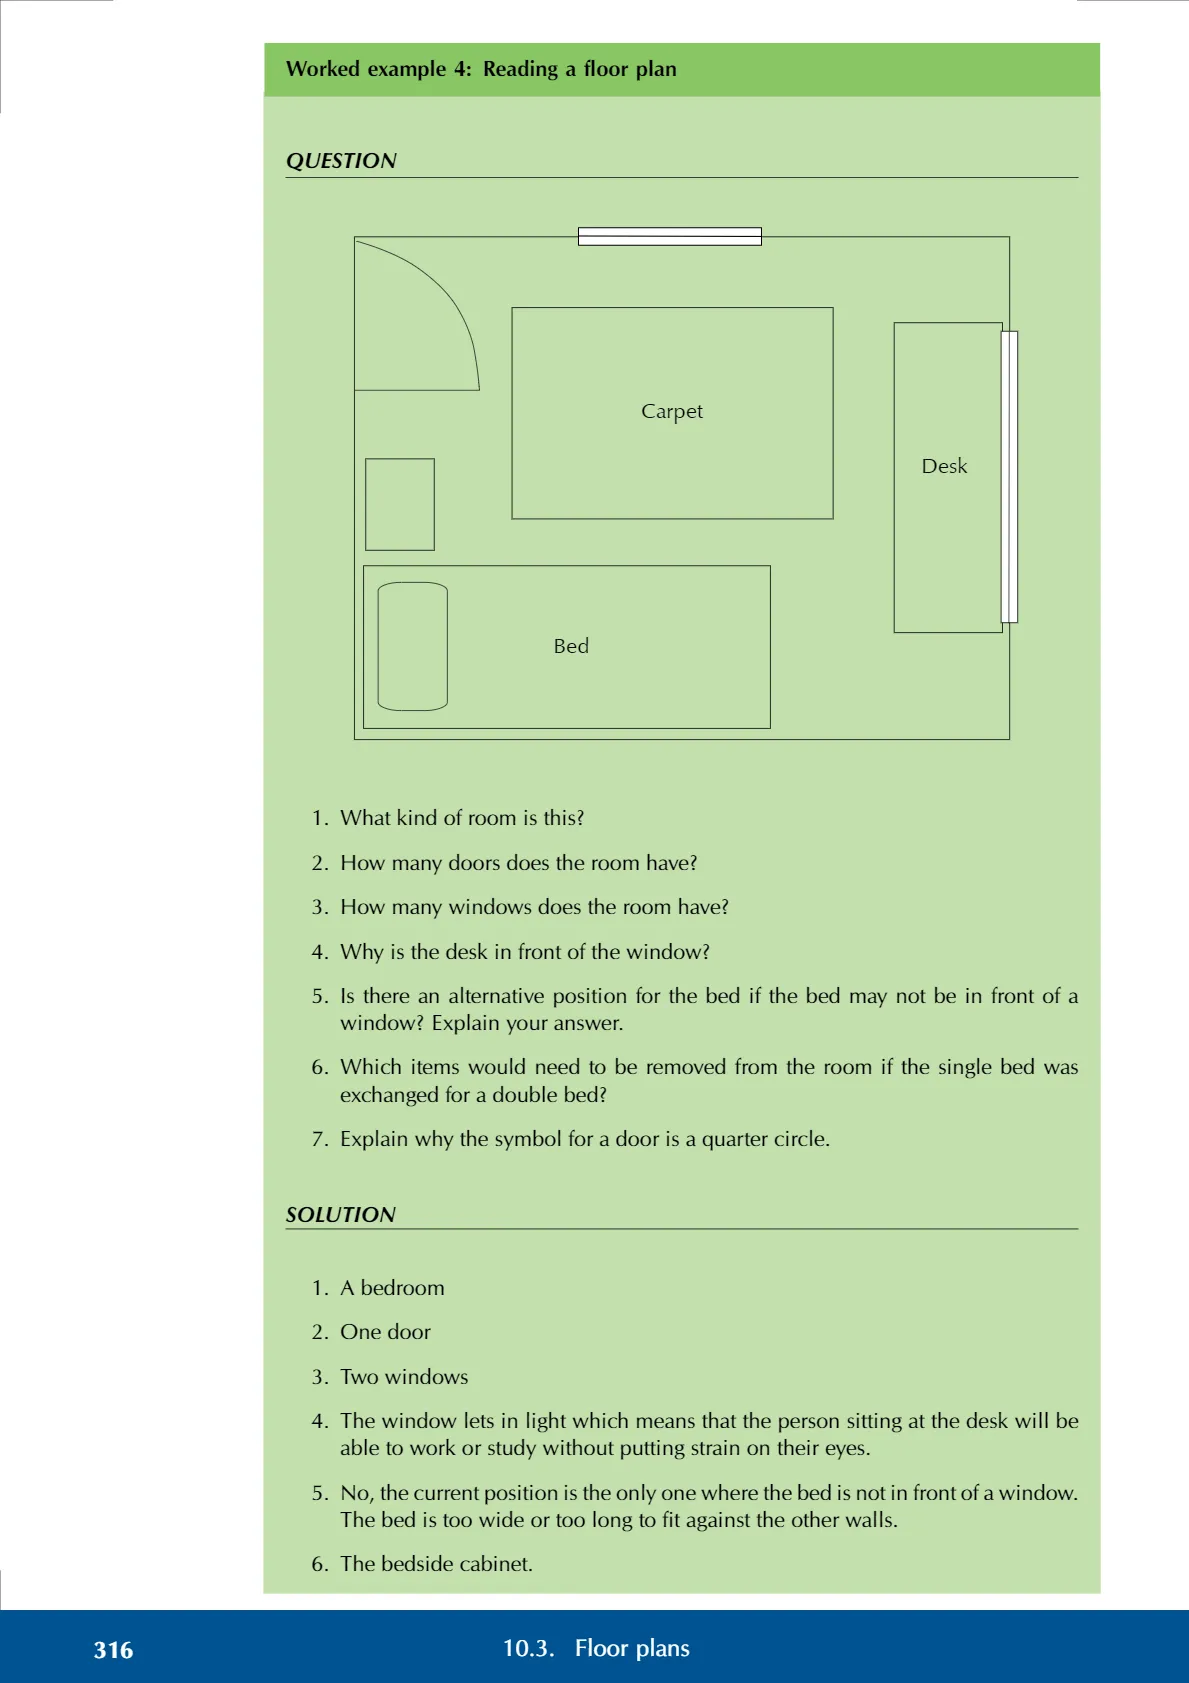 Worked example 4: Reading a floor plan
QUESTION
Carpet
Desk
Bed
1. What kind of room is this?
2. How many doors does the room have?
3. How many windows does the room have?
4. Why is the desk in front of the window?
5. Is there an alternative position for the bed if the bed may not be in front of a
window? Explain your answer.
6. Which items would need to be removed from the room if the single bed was
exchanged for a double bed?
7. Explain why the symbol for a door is a quarter circle.
SOLUTION
1. A bedroom
2. One door
3. Two windows
4. The window lets in light which means that the person sitting at the desk will be
able to work or study without putting strain on their eyes.
5. No, the current position is the only one where the bed is not in front of a window.
The bed is too wide or too long to fit against the other walls.
6. The bedside cabinet.
316 10.3. Floor plans